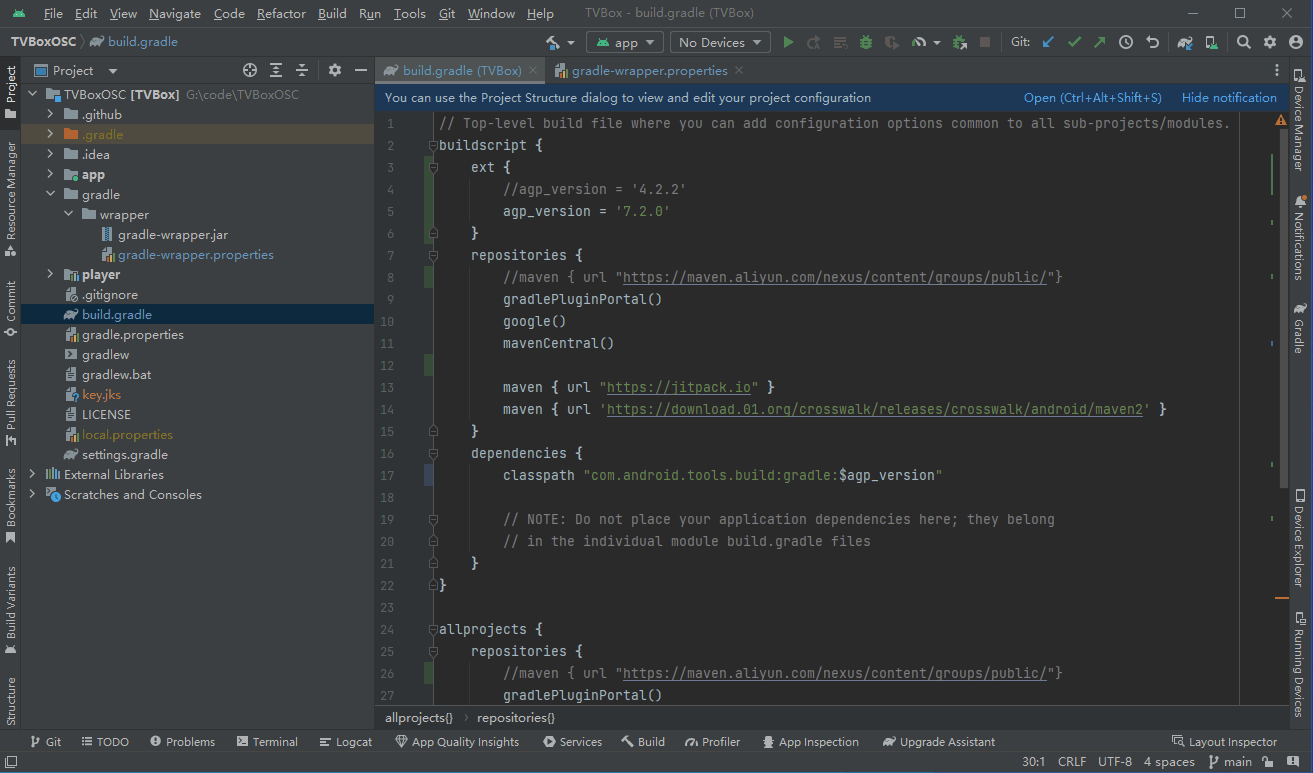 File Edit View Navigate Code Refactor Build Run Tools Git Window Help TVBox - build.gradle (TVBox)
TVBoxOSC build.gradle app No Devices Git:
Project
Resource Manager
Commit
Pull Requests
Bookmarks
Build Variants
Structure
Project
TVBoxOSC [TVBox] G:\code\TVBoxOSC
.github
.gradle
.idea
app
gradle
wrapper
gradle-wrapper.jar
gradle-wrapper.properties
player
.gitignore
build.gradle
gradle.properties
gradlew
gradlew.bat
key.jks
LICENSE
local.properties
settings.gradle
External Libraries
Scratches and Consoles
build.gradle (TVBox) gradle-wrapper.properties
You can use the Project Structure dialog to view and edit your project configuration Open (Ctrl+Alt+Shift+S) Hide notification
1 // Top-level build file where you can add configuration options common to all sub-projects/modules.
2 buildscript {
3 ext {
4 //agp_version = '4.2.2'
5 agp_version = '7.2.0'
6 }
7 repositories {
8 //maven { url "https://maven.aliyun.com/nexus/content/groups/public/"}
9 gradlePluginPortal()
10 google()
11 mavenCentral()
12
13 maven { url "https://jitpack.io" }
14 maven { url 'https://download.01.org/crosswalk/releases/crosswalk/android/maven2' }
15 }
16 dependencies {
17 classpath "com.android.tools.build:gradle:$agp_version"
18
19 // NOTE: Do not place your application dependencies here; they belong
20 // in the individual module build.gradle files
21 }
22 }
23
24 allprojects {
25 repositories {
26 //maven { url "https://maven.aliyun.com/nexus/content/groups/public/"}
27 gradlePluginPortal()
allprojects{} repositories{}
Device Manager
Notifications
Gradle
Device Explorer
Running Devices
Git TODO Problems Terminal Logcat App Quality Insights Services Build Profiler App Inspection Upgrade Assistant Layout Inspector
30:1 CRLF UTF-8 4 spaces main